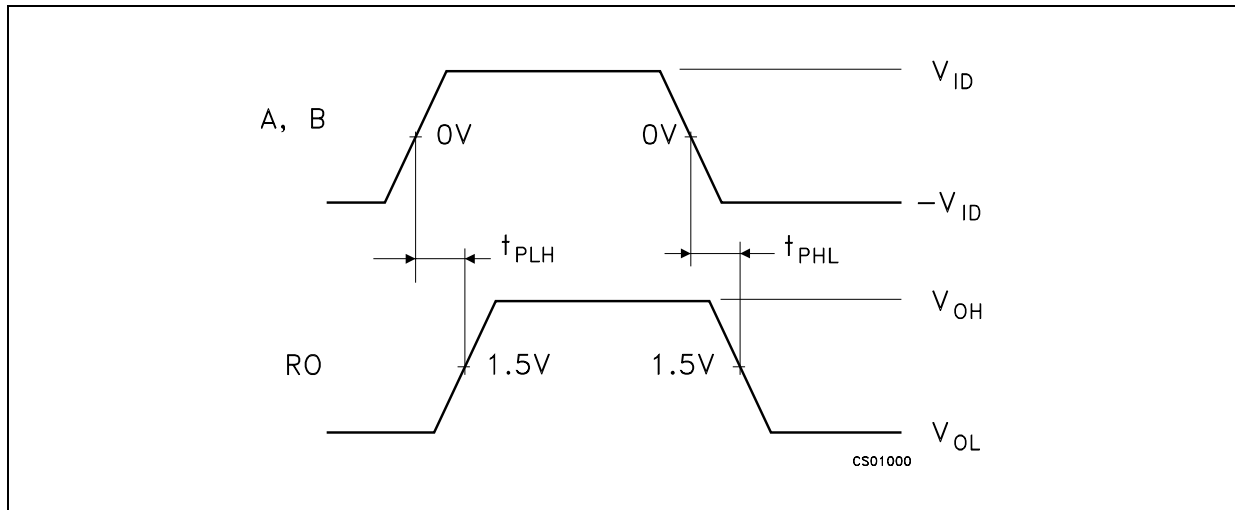 V_ID
A, B
0V
0V
-V_ID
t_PLH
t_PHL
V_OH
RO
1.5V
1.5V
V_OL
CS01000